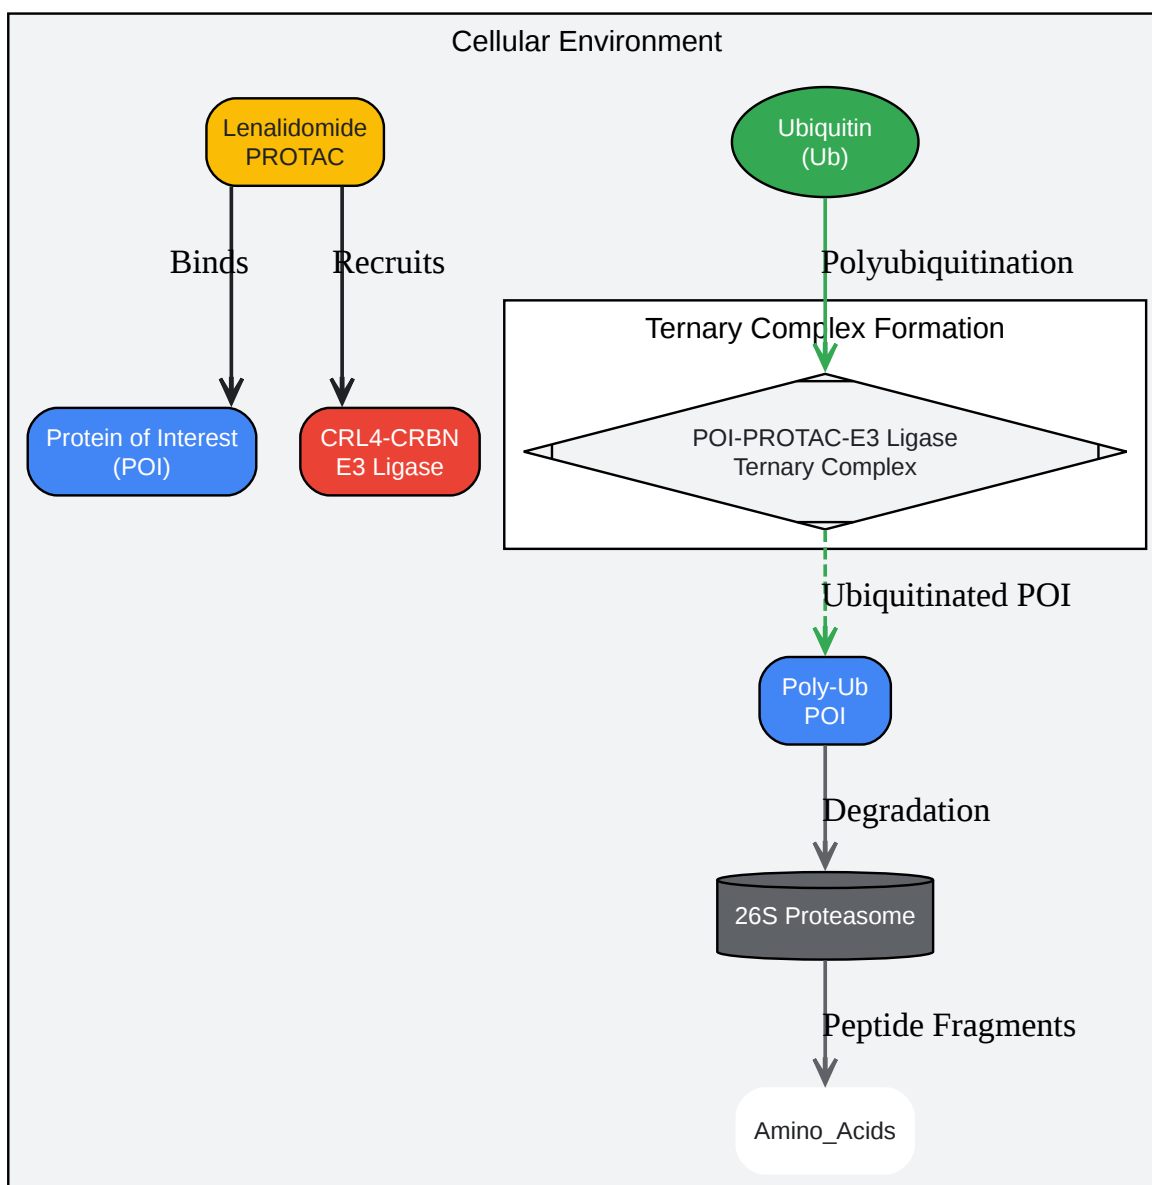 Cellular Environment
Lenalidomide
PROTAC
Ubiquitin
(Ub)
Binds
Recruits
Polyubiquitination
Ternary Complex Formation
Protein of Interest
(POI)
CRL4-CRBN
E3 Ligase
POI-PROTAC-E3 Ligase
Ternary Complex
Ubiquitinated POI
Poly-Ub
POI
Degradation
26S Proteasome
Peptide Fragments
Amino_Acids